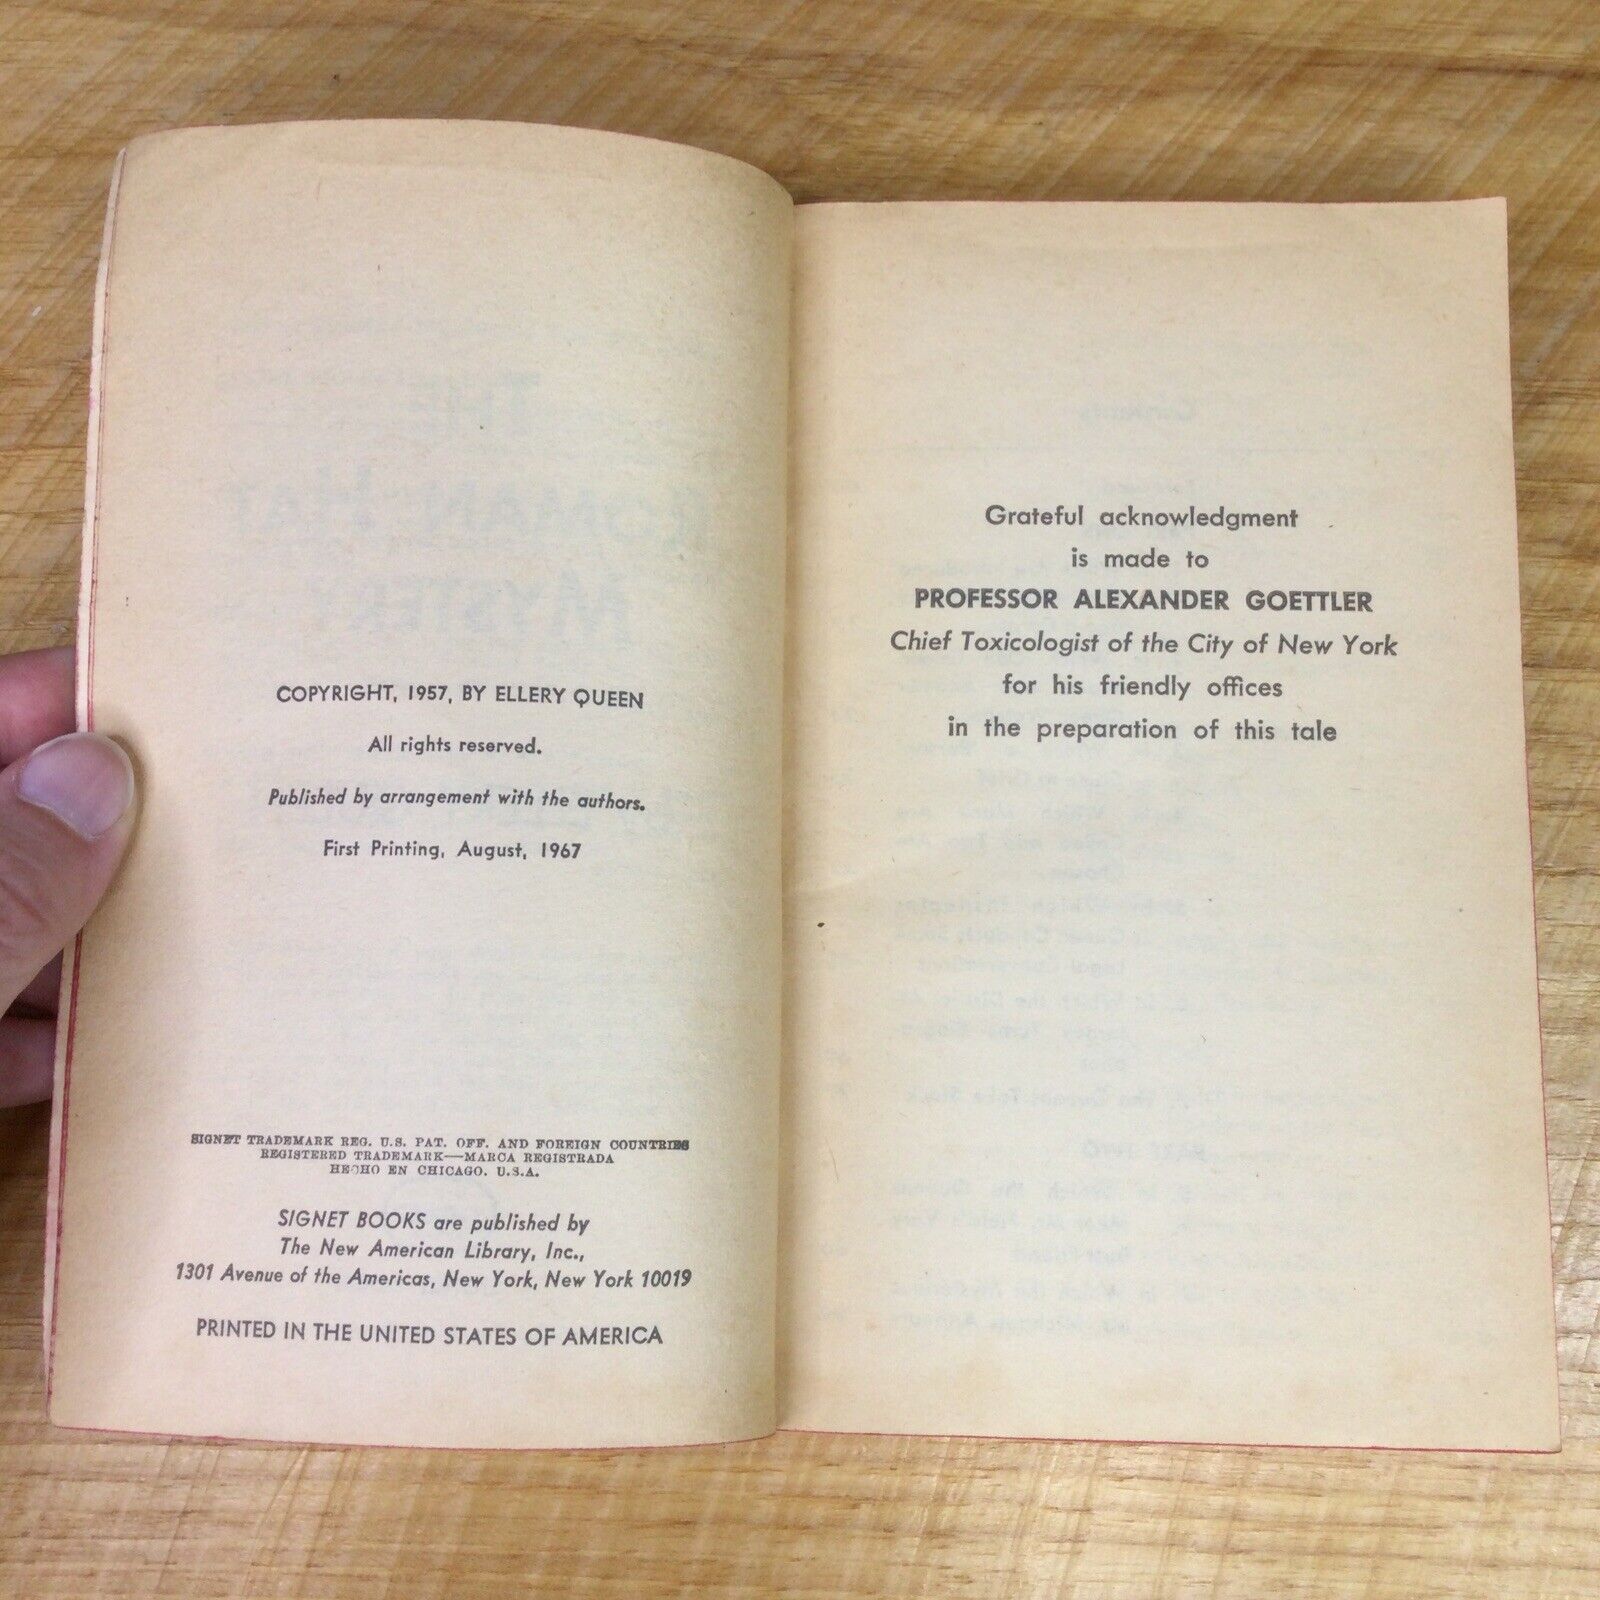 COPYRIGHT, 1957, BY ELLERY QUEEN
All rights reserved.
Published by arrangement with the authors.
First Printing, August, 1967
SIGNET TRADEMARK REG. U.S. PAT. OFF. AND FOREIGN COUNTRIES
REGISTERED TRADEMARK—MARCA REGISTRADA
HECHO EN CHICAGO, U.S.A.
SIGNET BOOKS are published by
The New American Library, Inc.,
1301 Avenue of the Americas, New York, New York 10019
PRINTED IN THE UNITED STATES OF AMERICA
Grateful acknowledgment
is made to
PROFESSOR ALEXANDER GOETTLER
Chief Toxicologist of the City of New York
for his friendly offices
in the preparation of this tale